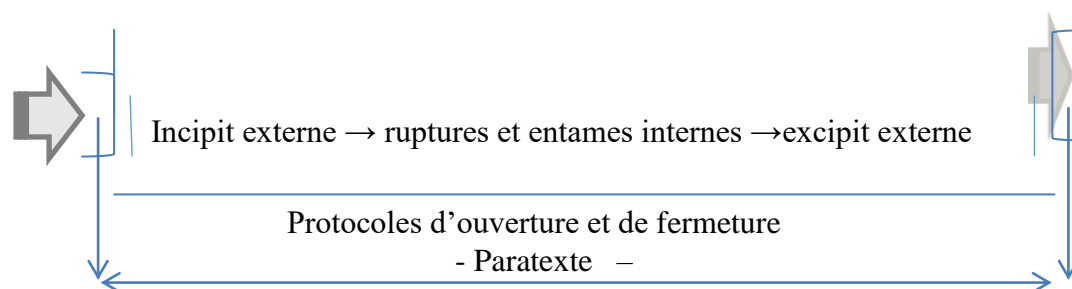 Incipit externe → ruptures et entames internes →excipit externe
Protocoles d’ouverture et de fermeture
- Paratexte –